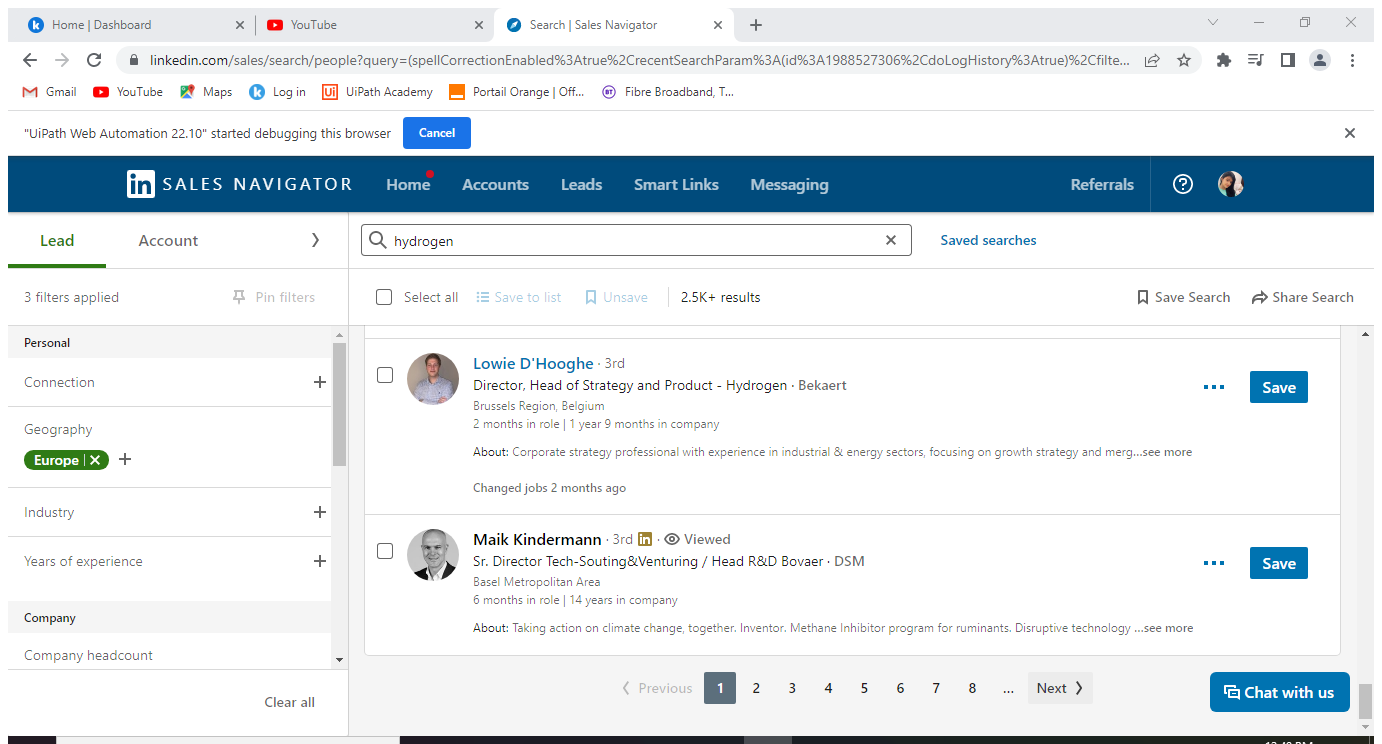 Home | Dashboard
YouTube
Search | Sales Navigator
linkedin.com/sales/search/people?query=(spellCorrectionEnabled%3Atrue%2CrecentSearchParam%3A(id%3A1988527306%2CdoLogHistory%3Atrue)%2Cfilte...
Gmail YouTube Maps Log in UiPath Academy Portail Orange | Off... Fibre Broadband, T...
"UiPath Web Automation 22.10" started debugging this browser Cancel
in SALES NAVIGATOR Home Accounts Leads Smart Links Messaging Referrals
Lead Account
hydrogen
Saved searches
3 filters applied Pin filters
Select all Save to list Unsave 2.5K+ results Save Search Share Search
Personal
Connection
Geography
Europe
Industry
Years of experience
Company
Company headcount
Clear all
Lowie D'Hooghe · 3rd
Director, Head of Strategy and Product - Hydrogen · Bekaert
Brussels Region, Belgium
2 months in role | 1 year 9 months in company
About: Corporate strategy professional with experience in industrial & energy sectors, focusing on growth strategy and merg...see more
Changed jobs 2 months ago
Save
Maik Kindermann · 3rd in · Viewed
Sr. Director Tech-Souting&Venturing / Head R&D Bovaer · DSM
Basel Metropolitan Area
6 months in role | 14 years in company
About: Taking action on climate change, together. Inventor. Methane Inhibitor program for ruminants. Disruptive technology ...see more
Save
Previous 1 2 3 4 5 6 7 8 ... Next
Chat with us